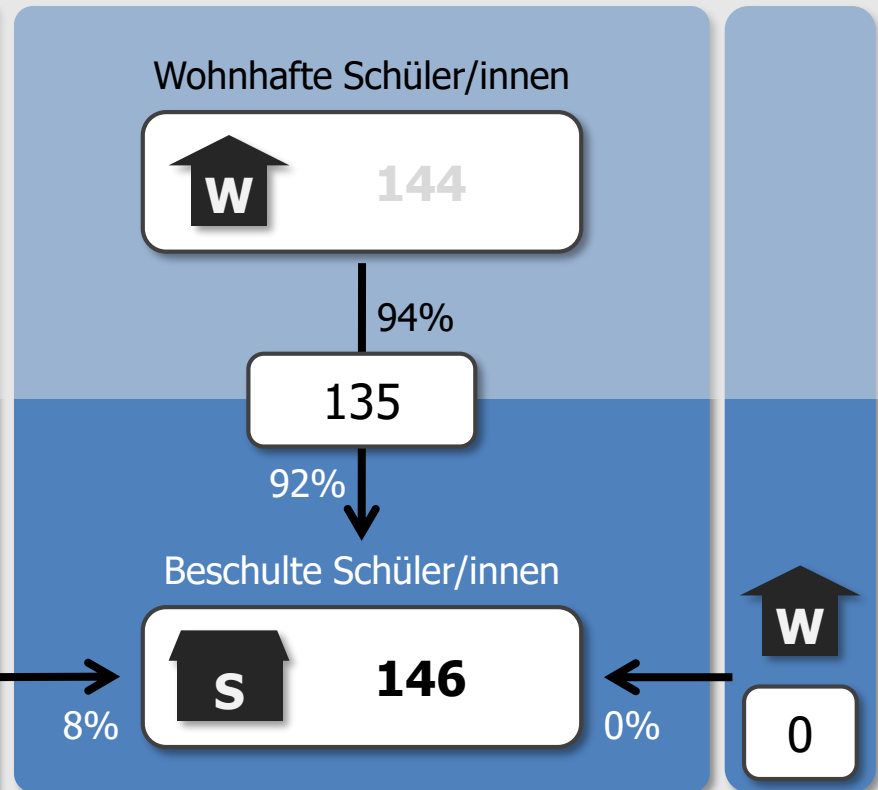 Wohnhafte Schüler/innen
W 144
94%
135
92%
Beschulte Schüler/innen
S 146
8%
0%
W
0